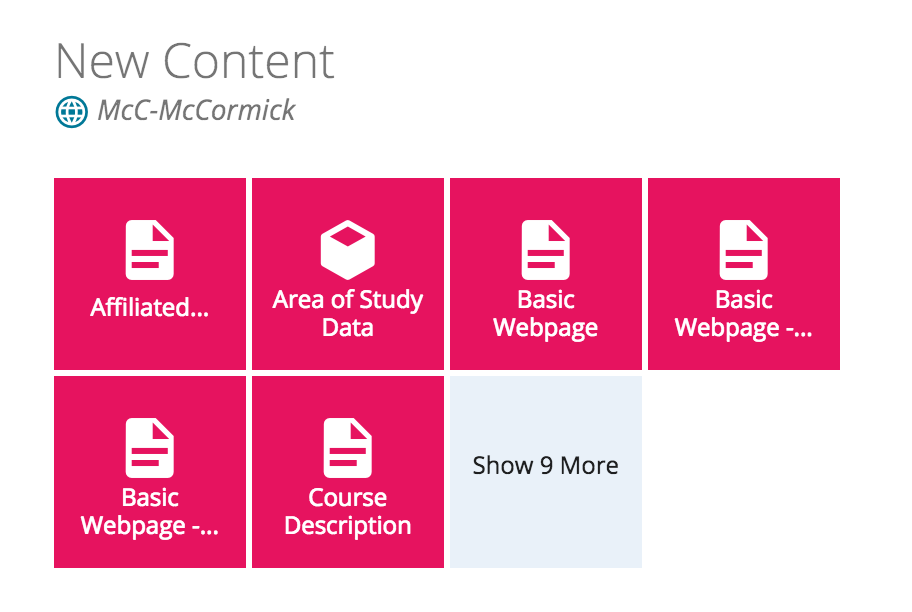 New Content
McC-McCormick
Affiliated...
Area of Study
Data
Basic
Webpage
Basic
Webpage -...
Basic
Webpage -...
Course
Description
Show 9 More